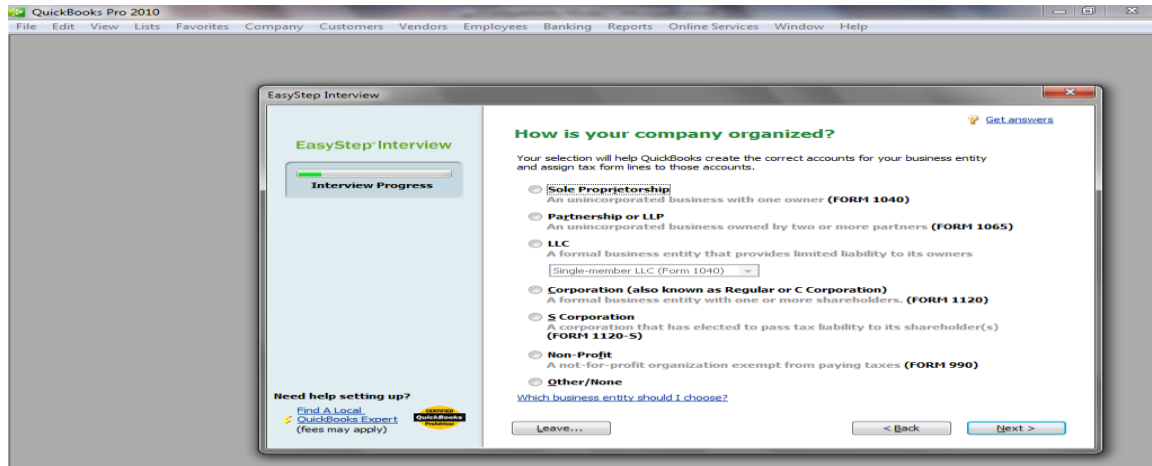 QuickBooks Pro 2010
File Edit View Lists Favorites Company Customers Vendors Employees Banking Reports Online Services Window Help
EasyStep Interview
Get answers
EasyStep Interview
Interview Progress
How is your company organized?
Your selection will help QuickBooks create the correct accounts for your business entity
and assign tax form lines to those accounts.
Sole Proprietorship
An unincorporated business with one owner (FORM 1040)
Partnership or LLP
An unincorporated business owned by two or more partners (FORM 1065)
LLC
A formal business entity that provides limited liability to its owners
Single-member LLC (Form 1040)
Corporation (also known as Regular or C Corporation)
A formal business entity with one or more shareholders. (FORM 1120)
S Corporation
A corporation that has elected to pass tax liability to its shareholder(s)
(FORM 1120-S)
Non-Profit
A not-for-profit organization exempt from paying taxes (FORM 990)
Other/None
Which business entity should I choose?
Need help setting up?
Find A Local
QuickBooks Expert
(fees may apply)
CERTIFIED
QuickBooks
ProAdvisor
Leave...
< Back
Next >